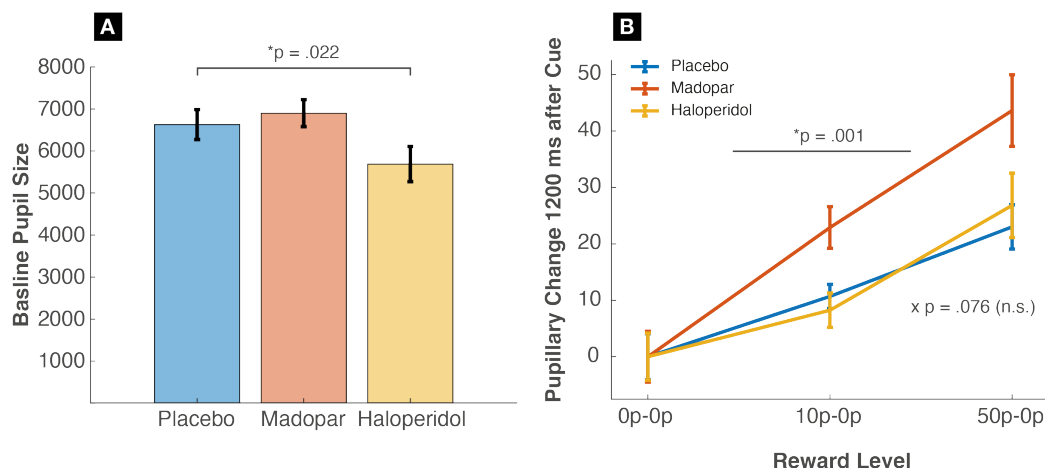 A
*p = .022
Basline Pupil Size
8000
7000
6000
5000
4000
3000
2000
1000
Placebo
Madopar
Haloperidol
B
Placebo
Madopar
Haloperidol
*p = .001
x p = .076 (n.s.)
Pupillary Change 1200 ms after Cue
50
40
30
20
10
0
0p-0p
10p-0p
50p-0p
Reward Level